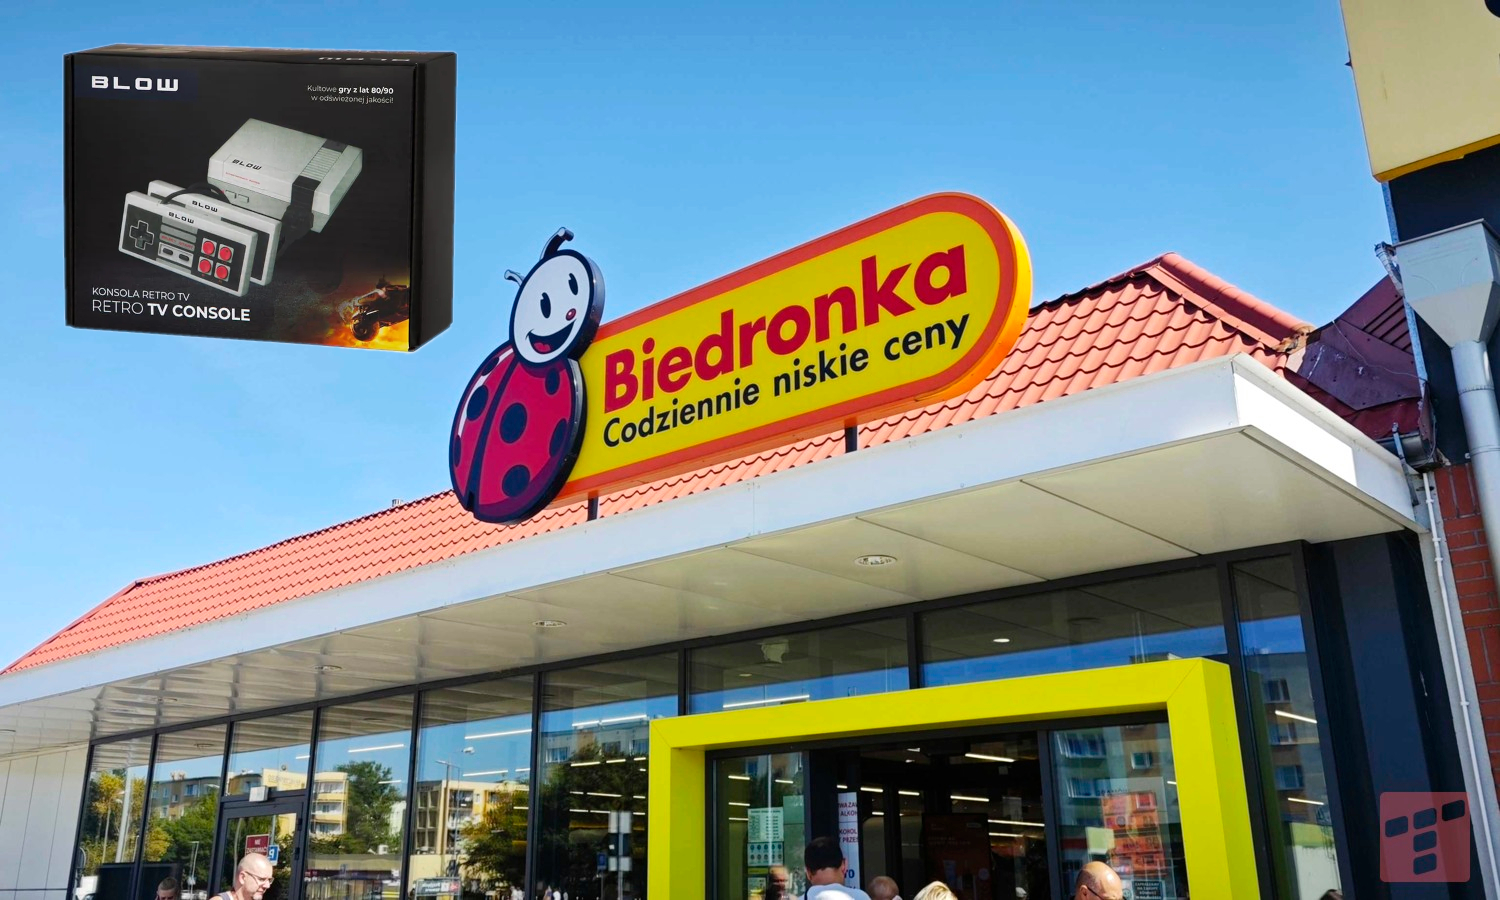 BLOW
Kultowe gry z lat 80/90
w odświeżonej jakości!
BLOW
BLOW
BLOW
KONSOLA RETRO TV
RETRO TV CONSOLE
Biedronka
Codziennie niskie ceny